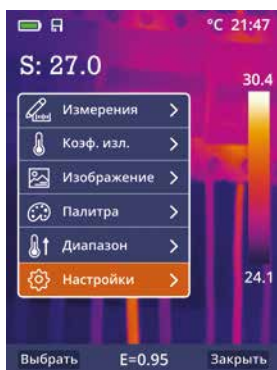 °C 21:47
S: 27.0
30.4
Измерения
Коэф. изл.
Изображение
Палитра
Диапазон
Настройки
24.1
Выбрать E=0.95 Закрыть